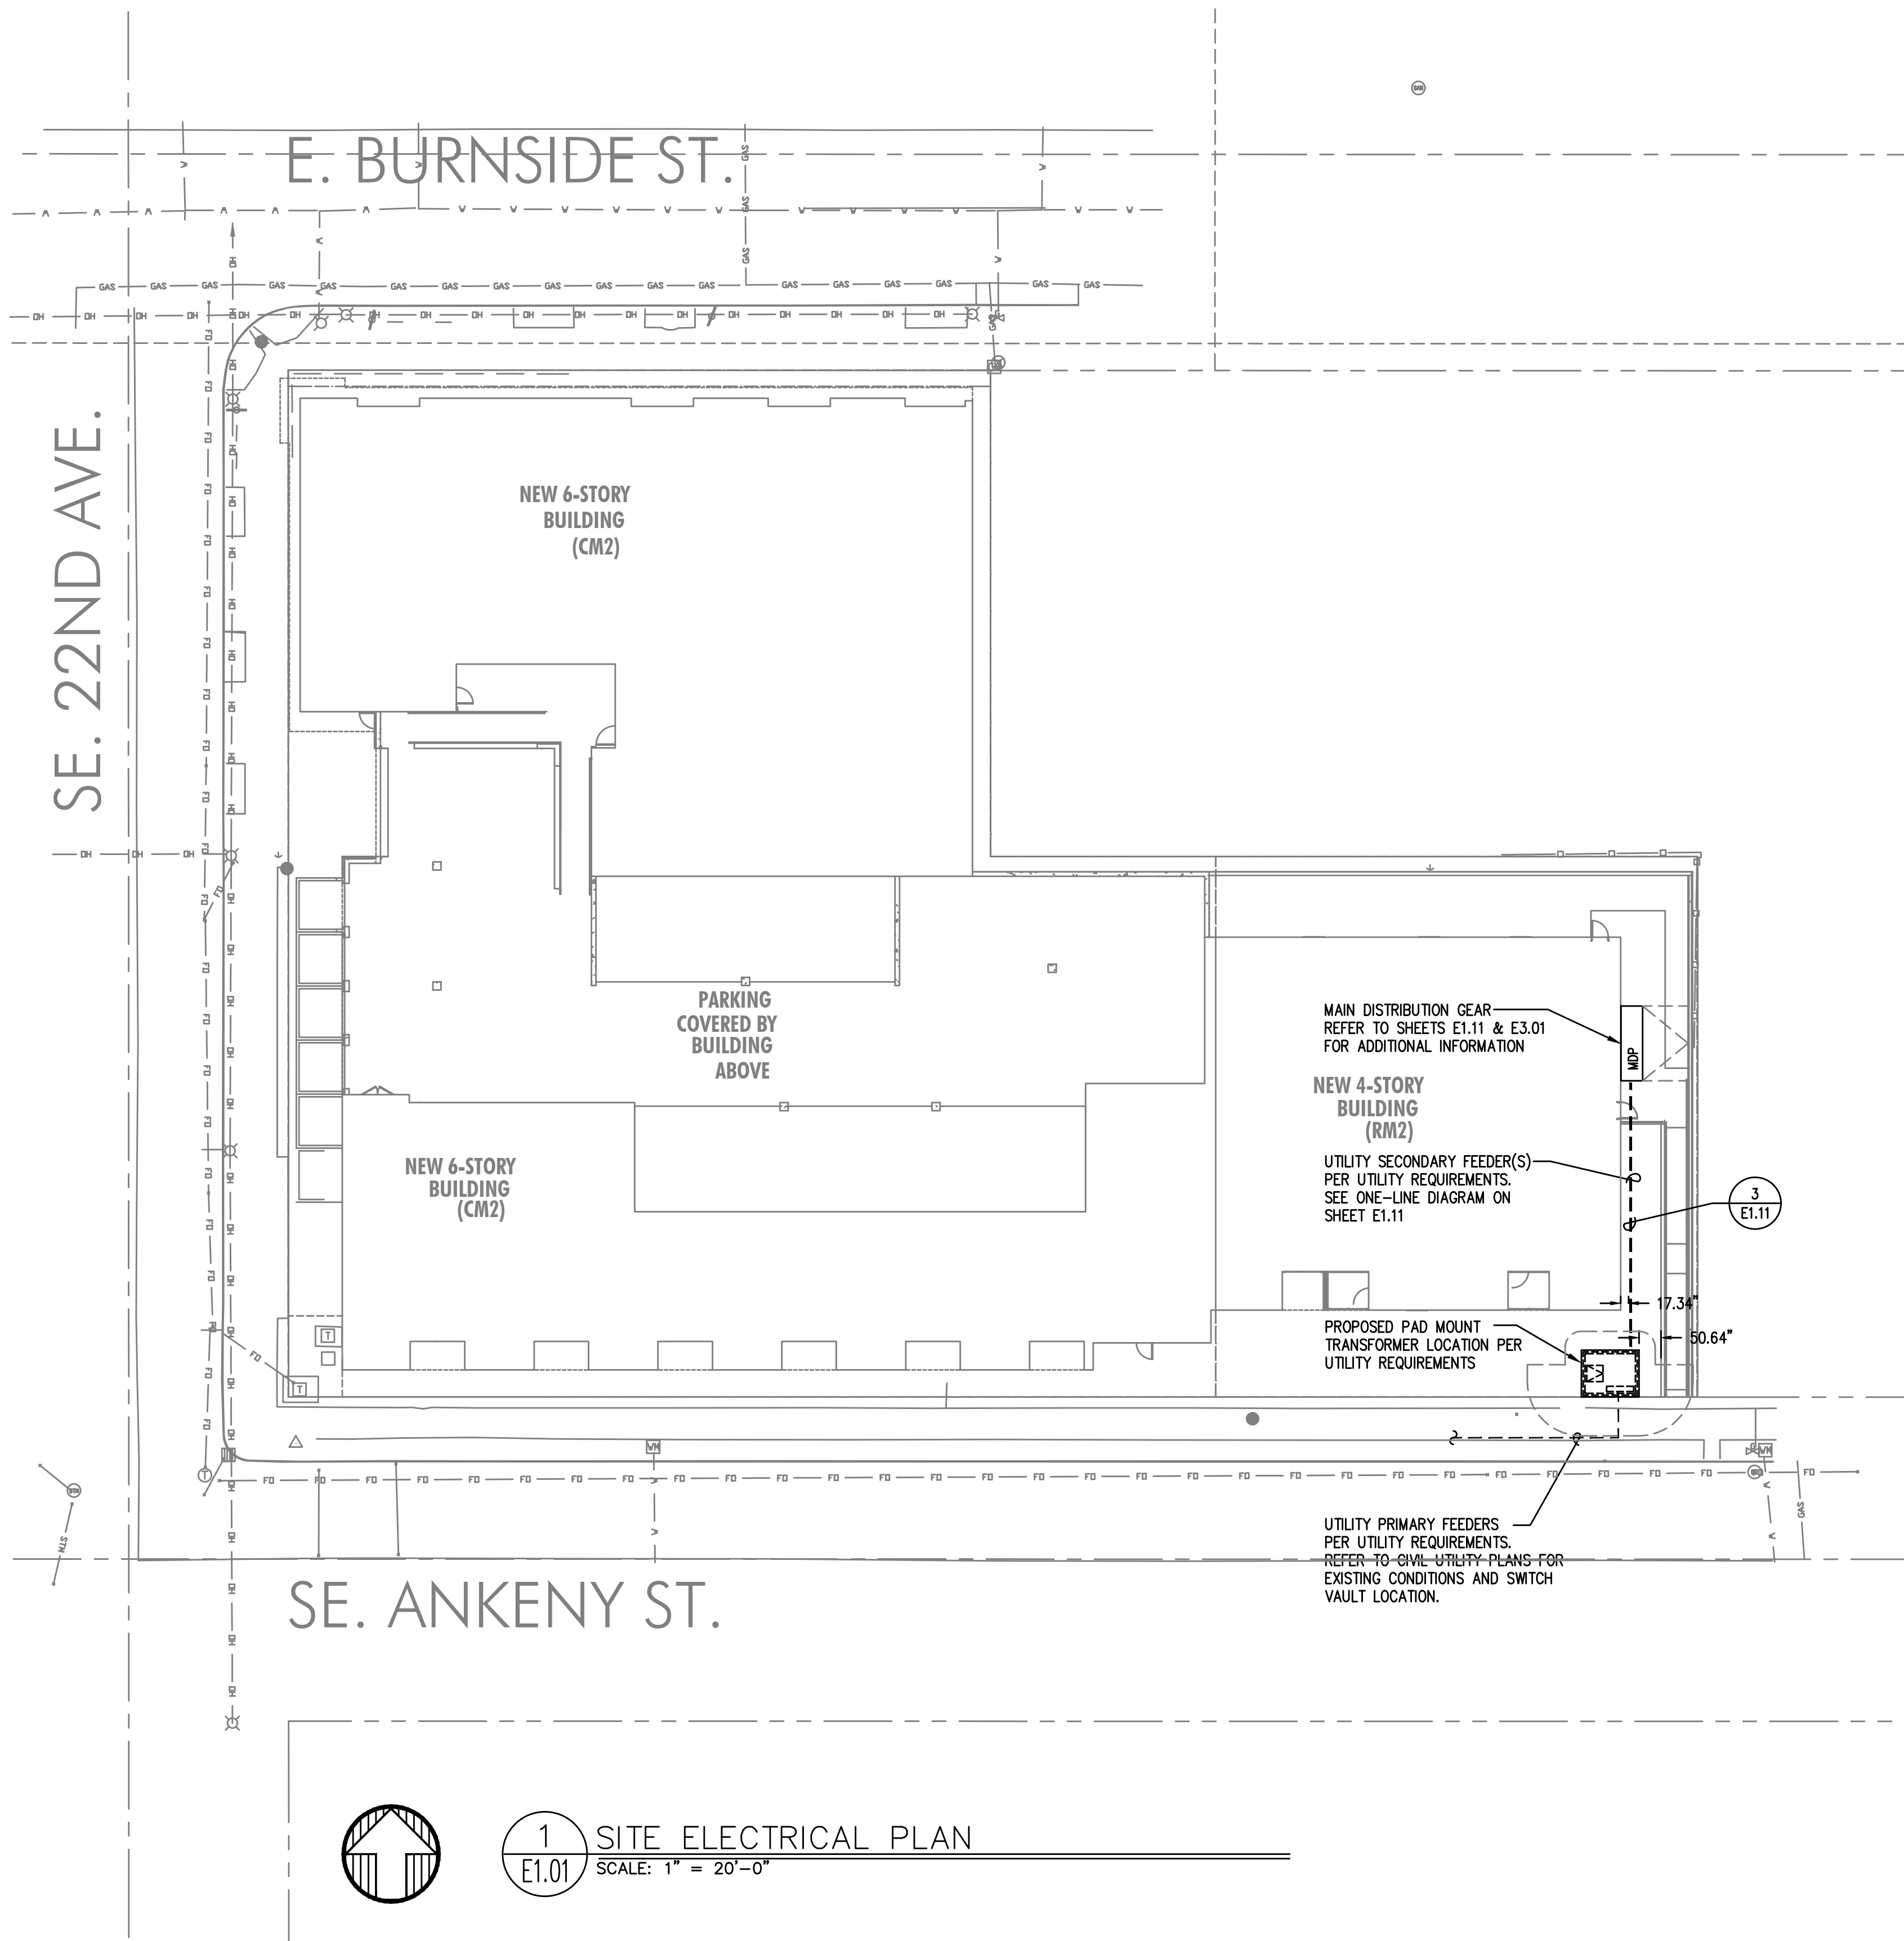 E. BURNSIDE ST.
SE. 22ND AVE.
NEW 6-STORY
BUILDING
(CM2)
PARKING
COVERED BY
BUILDING
ABOVE
NEW 6-STORY
BUILDING
(CM2)
MAIN DISTRIBUTION GEAR
REFER TO SHEETS E1.11 & E3.01
FOR ADDITIONAL INFORMATION
MDP
NEW 4-STORY
BUILDING
(RM2)
UTILITY SECONDARY FEEDER(S)
PER UTILITY REQUIREMENTS.
SEE ONE-LINE DIAGRAM ON
SHEET E1.11
3
E1.11
17.34"
50.64"
PROPOSED PAD MOUNT
TRANSFORMER LOCATION PER
UTILITY REQUIREMENTS
UTILITY PRIMARY FEEDERS
PER UTILITY REQUIREMENTS.
REFER TO CIVIL UTILITY PLANS FOR
EXISTING CONDITIONS AND SWITCH
VAULT LOCATION.
SE. ANKENY ST.
1
E1.01
SITE ELECTRICAL PLAN
SCALE: 1" = 20'-0"